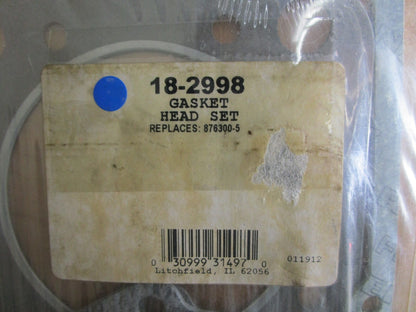 18-2998
GASKET
HEAD SET
REPLACES: 876300-5
0 30999 31497 0
011912
Litchfield, IL 62056